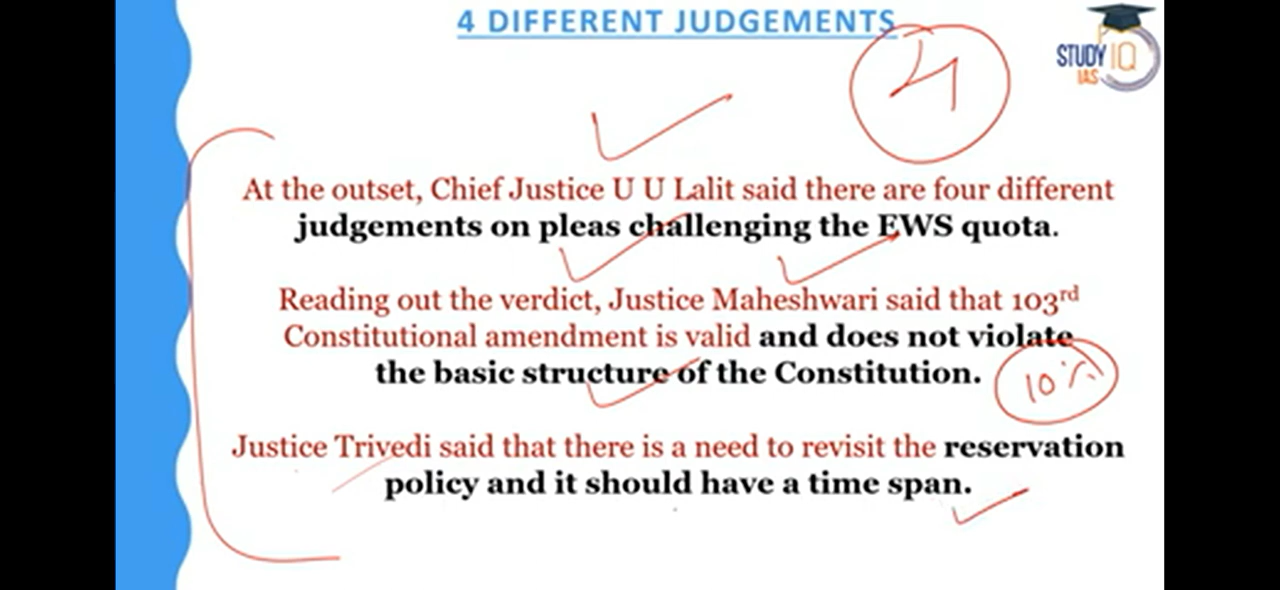 4 DIFFERENT JUDGEMENTS
4
STUDY IQ
IAS
At the outset, Chief Justice U U Lalit said there are four different
judgements on pleas challenging the EWS quota.
Reading out the verdict, Justice Maheshwari said that 103rd
Constitutional amendment is valid and does not violate
the basic structure of the Constitution.
10%
Justice Trivedi said that there is a need to revisit the reservation
policy and it should have a time span.